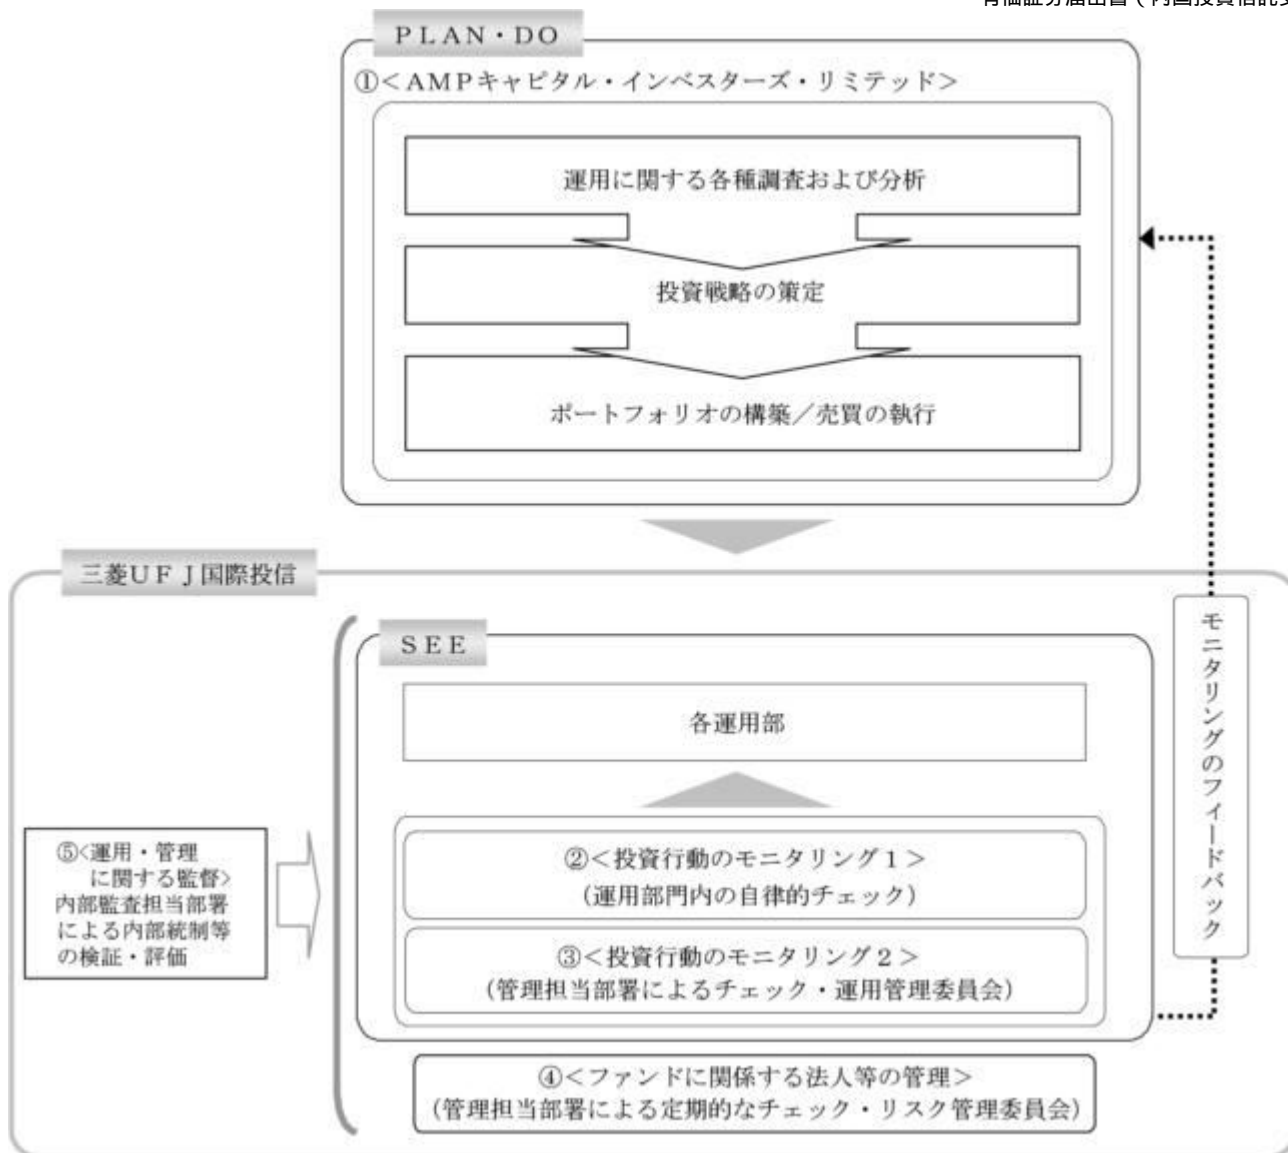 PLAN・DO
①＜AMPキャピタル・インベスターズ・リミテッド＞
運用に関する各種調査および分析
投資戦略の策定
ポートフォリオの構築／売買の執行
三菱UFJ国際投信
SEE
各運用部
②＜投資行動のモニタリング1＞
（運用部門内の自律的チェック）
③＜投資行動のモニタリング2＞
（管理担当部署によるチェック・運用管理委員会）
④＜ファンドに関係する法人等の管理＞
（管理担当部署による定期的なチェック・リスク管理委員会）
⑤＜運用・管理
に関する監督＞
内部監査担当部署
による内部統制等
の検証・評価
モニタリングのフィードバック